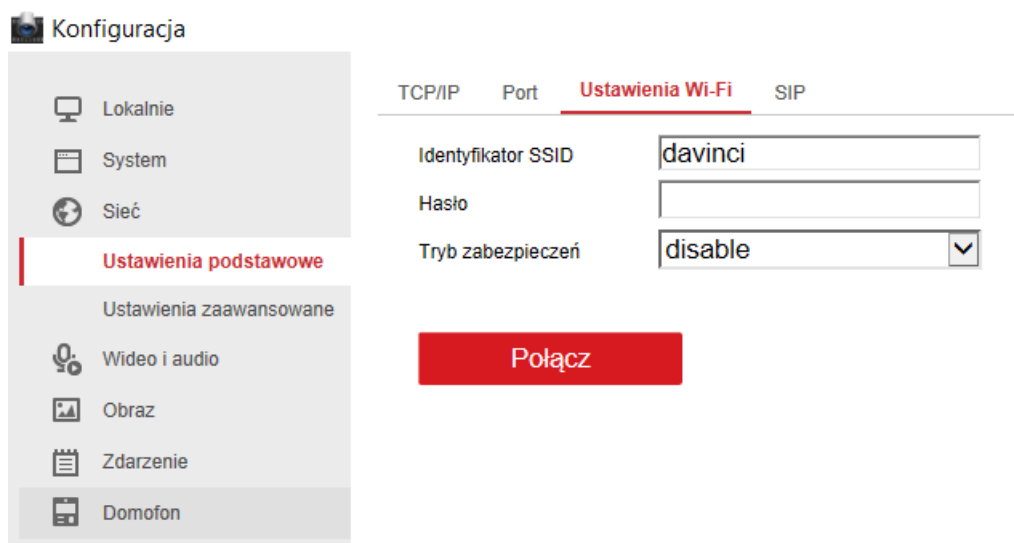 Konfiguracja
Lokalnie
System
Sieć
Ustawienia podstawowe
Ustawienia zaawansowane
Wideo i audio
Obraz
Zdarzenie
Domofon
TCP/IP Port Ustawienia Wi-Fi SIP
Identyfikator SSID davinci
Hasło
Tryb zabezpieczeń disable
Połącz